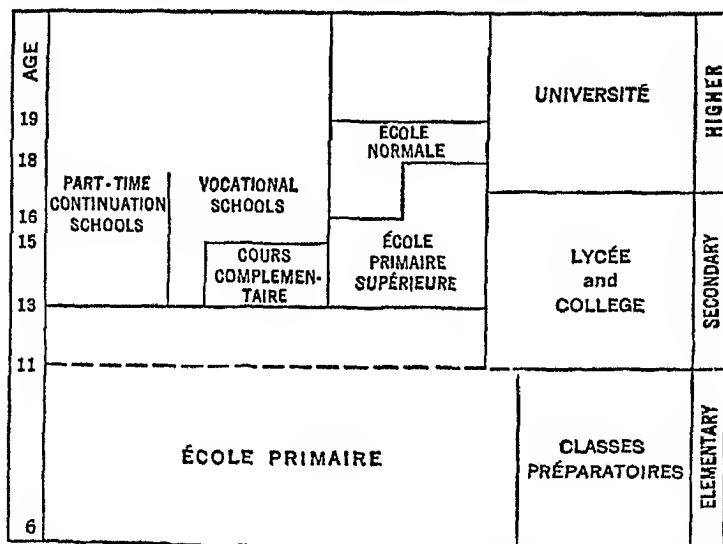 AGE
19
18
16
15
13
11
6
PART-TIME
CONTINUATION
SCHOOLS
VOCATIONAL
SCHOOLS
COURS
COMPLEMEN-
TAIRE
ÉCOLE
NORMALE
ÉCOLE
PRIMAIRE
SUPÉRIEURE
UNIVERSITÉ
LYCÉE
and
COLLEGE
ÉCOLE PRIMAIRE
CLASSES
PRÉPARATOIRES
HIGHER
SECONDARY
ELEMENTARY